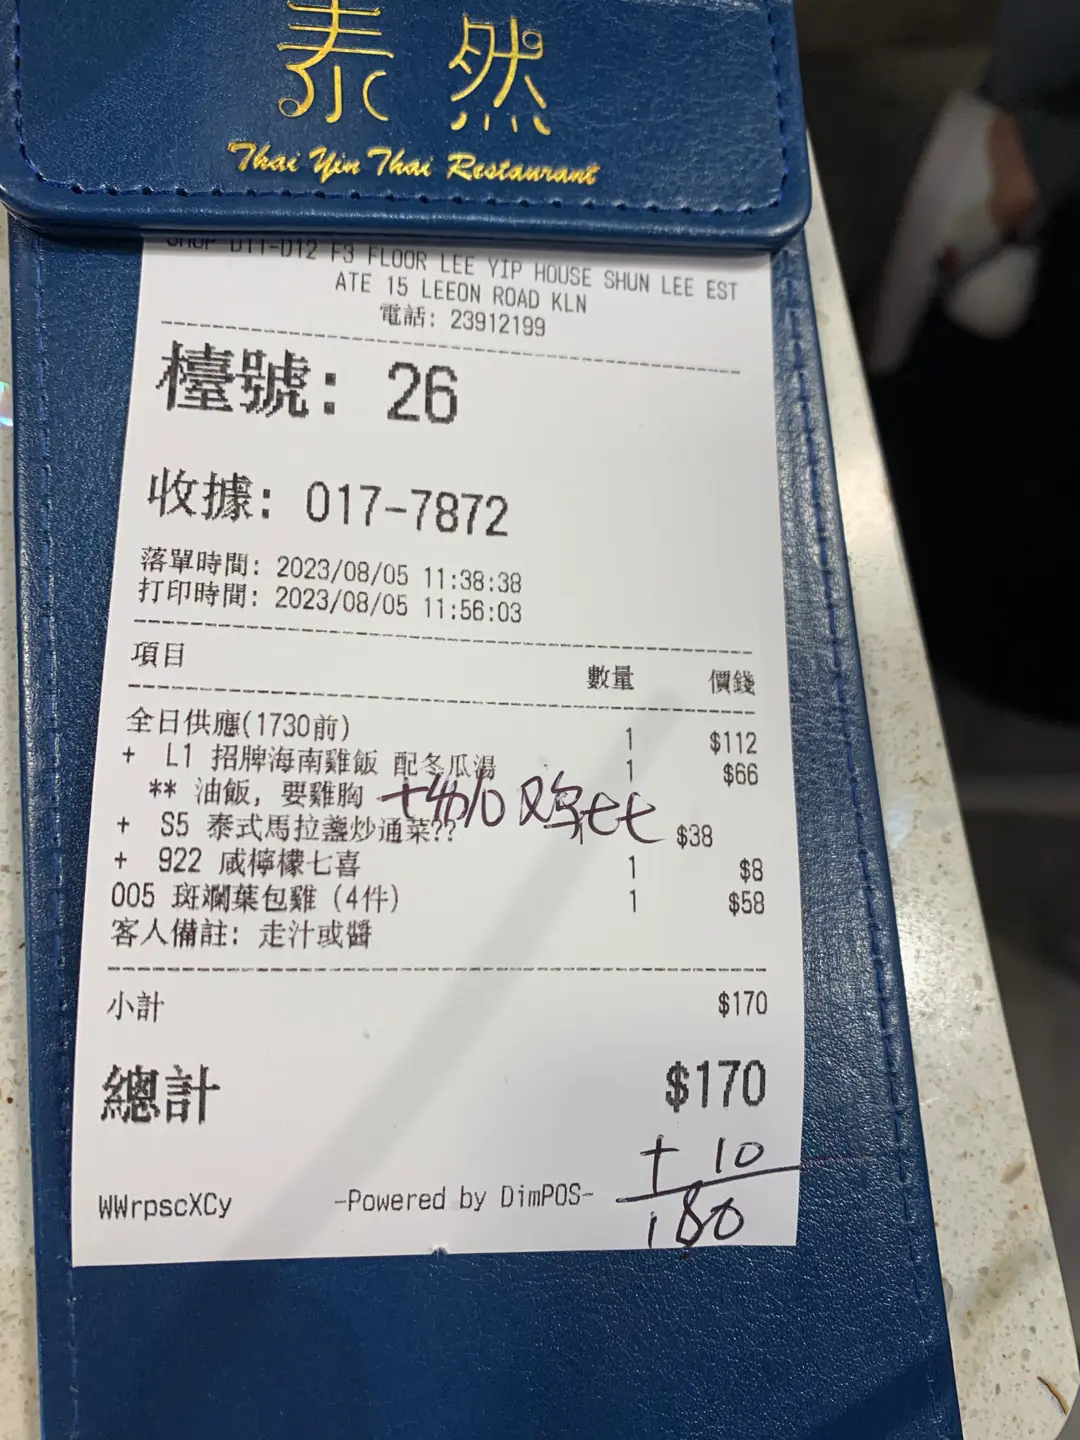 泰然
Thai Yin Thai Restaurant
SHOP D11-D12 F3 FLOOR LEE YIP HOUSE SHUN LEE EST
ATE 15 LEEON ROAD KLN
電話: 23912199
檯號: 26
收據: 017-7872
落單時間: 2023/08/05 11:38:38
打印時間: 2023/08/05 11:56:03
項目 數量 價錢
全日供應(1730前) 1 $112
+ L1 招牌海南雞飯 配冬瓜湯 1 $66
** 油飯, 要雞胸 +10
+ S5 泰式馬拉盞炒通菜?? $38
+ 922 咸檸檬七喜 1 $8
005 斑斕葉包雞 (4件) 1 $58
客人備註: 走汁或醬
小計 $170
總計 $170
+ 10
180
WWrpscXCy -Powered by DimPOS-